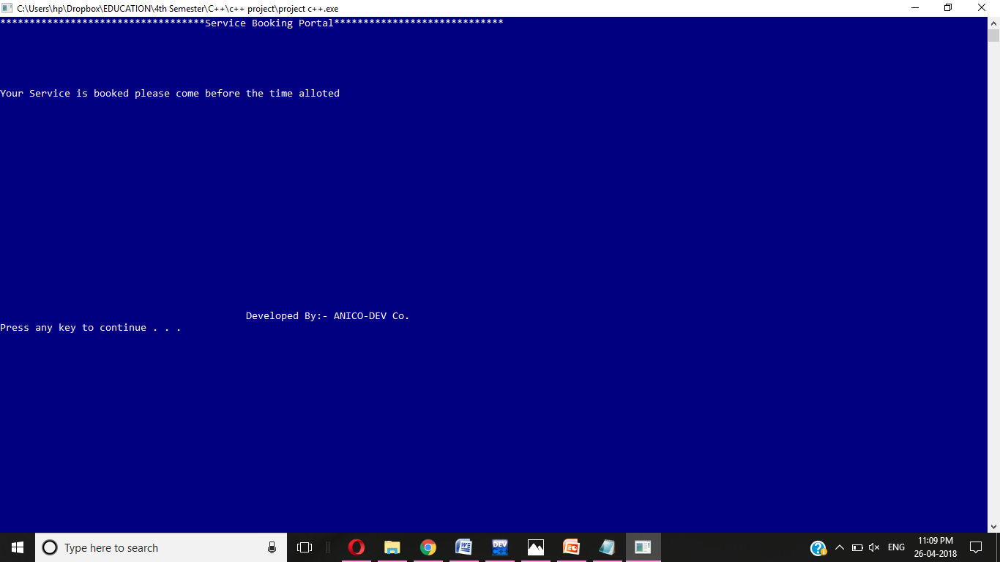 C:\Users\hp\Dropbox\EDUCATION\4th Semester\C++\c++ project\project c++.exe
***********************************Service Booking Portal*****************************
Your Service is booked please come before the time alloted
Developed By:- ANICO-DEV Co.
Press any key to continue . . .
Type here to search
DEV
ENG
11:09 PM
26-04-2018